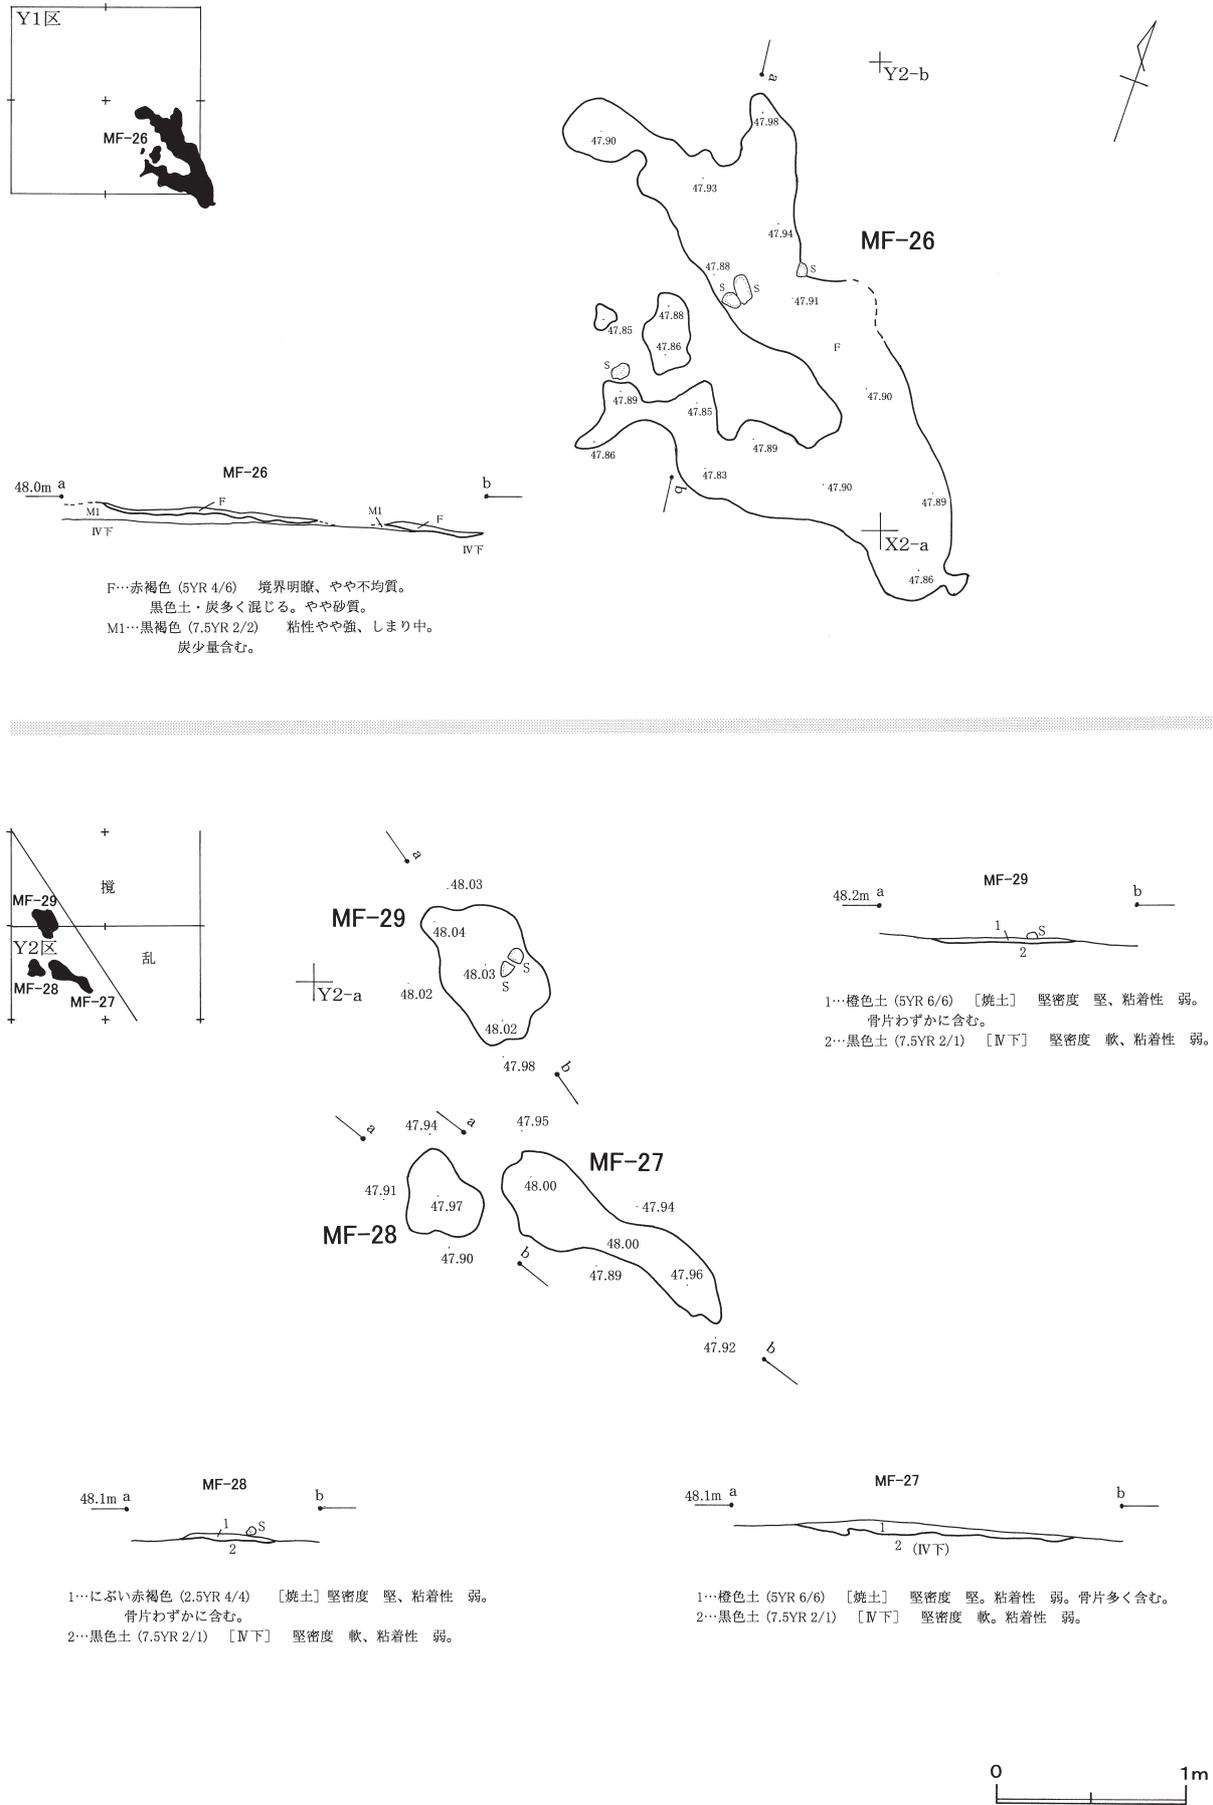 Y1区
MF-26
a
Y2-b
47.98
47.90
47.93
47.94
MF-26
47.88
S
S
S
47.91
47.88
47.85
47.86
F
S
47.89
47.85
47.90
47.86
47.89
47.83
47.90
47.89
b
X2-a
47.86
MF-26
48.0m a
b
F
M1
M1
F
Ⅳ下
Ⅳ下
F…赤褐色 (5YR 4/6)　境界明瞭、やや不均質。
黒色土・炭多く混じる。やや砂質。
M1…黒褐色 (7.5YR 2/2)　粘性やや強、しまり中。
炭少量含む。
撹
乱
MF-29
Y2区
MF-28
MF-27
a
48.03
MF-29
48.04
48.03
S
S
48.02
Y2-a
48.02
47.98
b
MF-29
48.2m a
b
1
S
2
1…橙色土 (5YR 6/6)　［焼土］　堅密度　堅、粘着性　弱。
骨片わずかに含む。
2…黒色土 (7.5YR 2/1)　［Ⅳ下］　堅密度　軟、粘着性　弱。
a
47.94
a
47.95
MF-27
47.91
47.97
48.00
47.94
MF-28
48.00
47.90
b
47.89
47.96
47.92
b
MF-28
48.1m a
b
1
S
2
1…にぶい赤褐色 (2.5YR 4/4)　［焼土］堅密度　堅、粘着性　弱。
骨片わずかに含む。
2…黒色土 (7.5YR 2/1)　［Ⅳ下］　堅密度　軟、粘着性　弱。
MF-27
48.1m a
b
1
2 (Ⅳ下)
1…橙色土 (5YR 6/6)　［焼土］　堅密度　堅。粘着性　弱。骨片多く含む。
2…黒色土 (7.5YR 2/1)　［Ⅳ下］　堅密度　軟。粘着性　弱。
0
1m